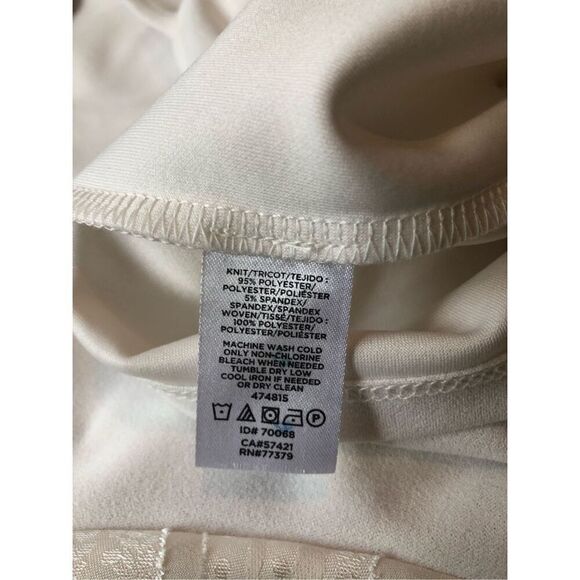 KNIT/TRICOT/TEJIDO :
95% POLYESTER/
POLYESTER/POLIÉSTER
5% SPANDEX/
SPANDEX/SPANDEX
WOVEN/TISSÉ/TEJIDO :
100% POLYESTER/
POLYESTER/POLIÉSTER
MACHINE WASH COLD
ONLY NON-CHLORINE
BLEACH WHEN NEEDED
TUMBLE DRY LOW
COOL IRON IF NEEDED
OR DRY CLEAN
474815
P
ID# 70068
CA#57421
RN#77379